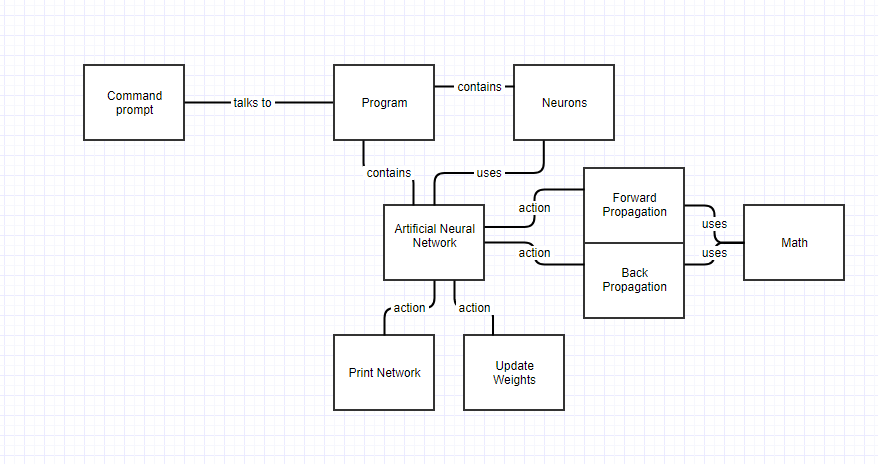 Command
prompt
talks to
Program
contains
Neurons
contains
uses
Artificial Neural
Network
action
Forward
Propagation
uses
Math
action
Back
Propagation
uses
action
action
Print Network
Update
Weights